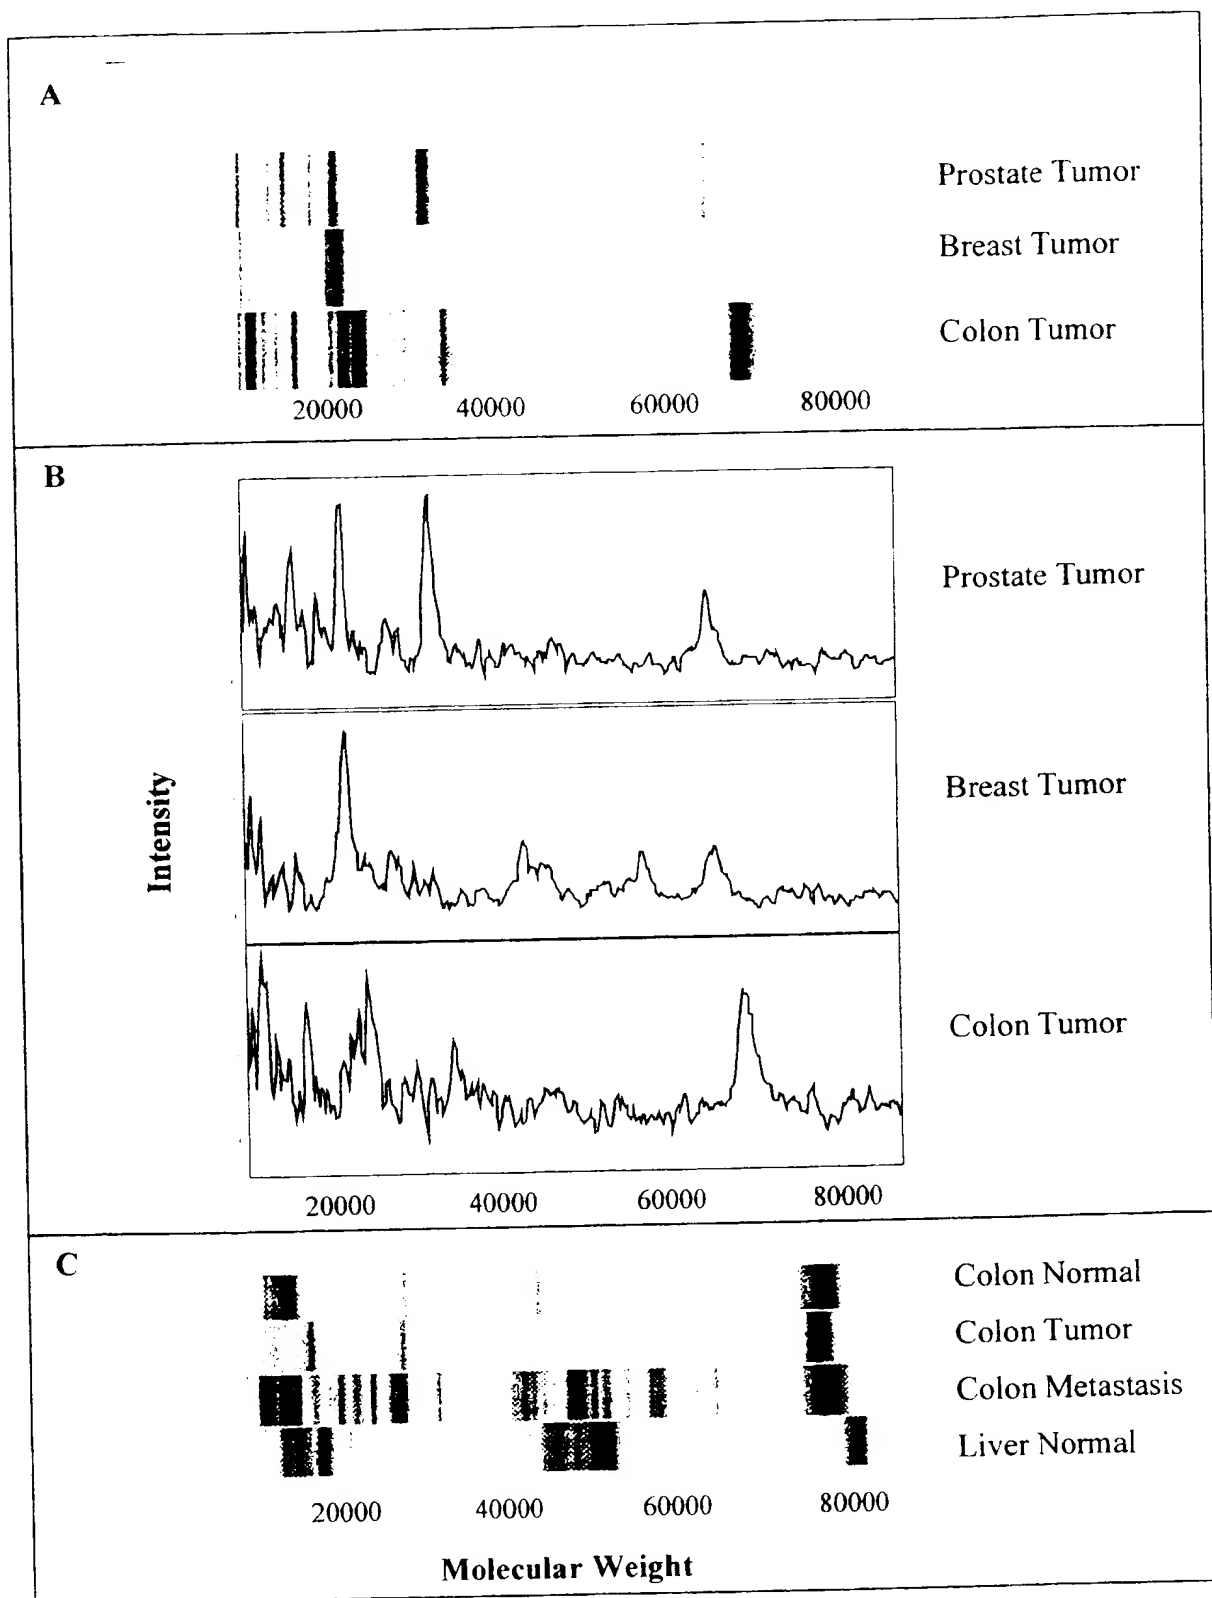 A
Prostate Tumor
Breast Tumor
Colon Tumor
20000 40000 60000 80000
B
Prostate Tumor
Breast Tumor
Intensity
Colon Tumor
20000 40000 60000 80000
C
Colon Normal
Colon Tumor
Colon Metastasis
Liver Normal
20000 40000 60000 80000
Molecular Weight